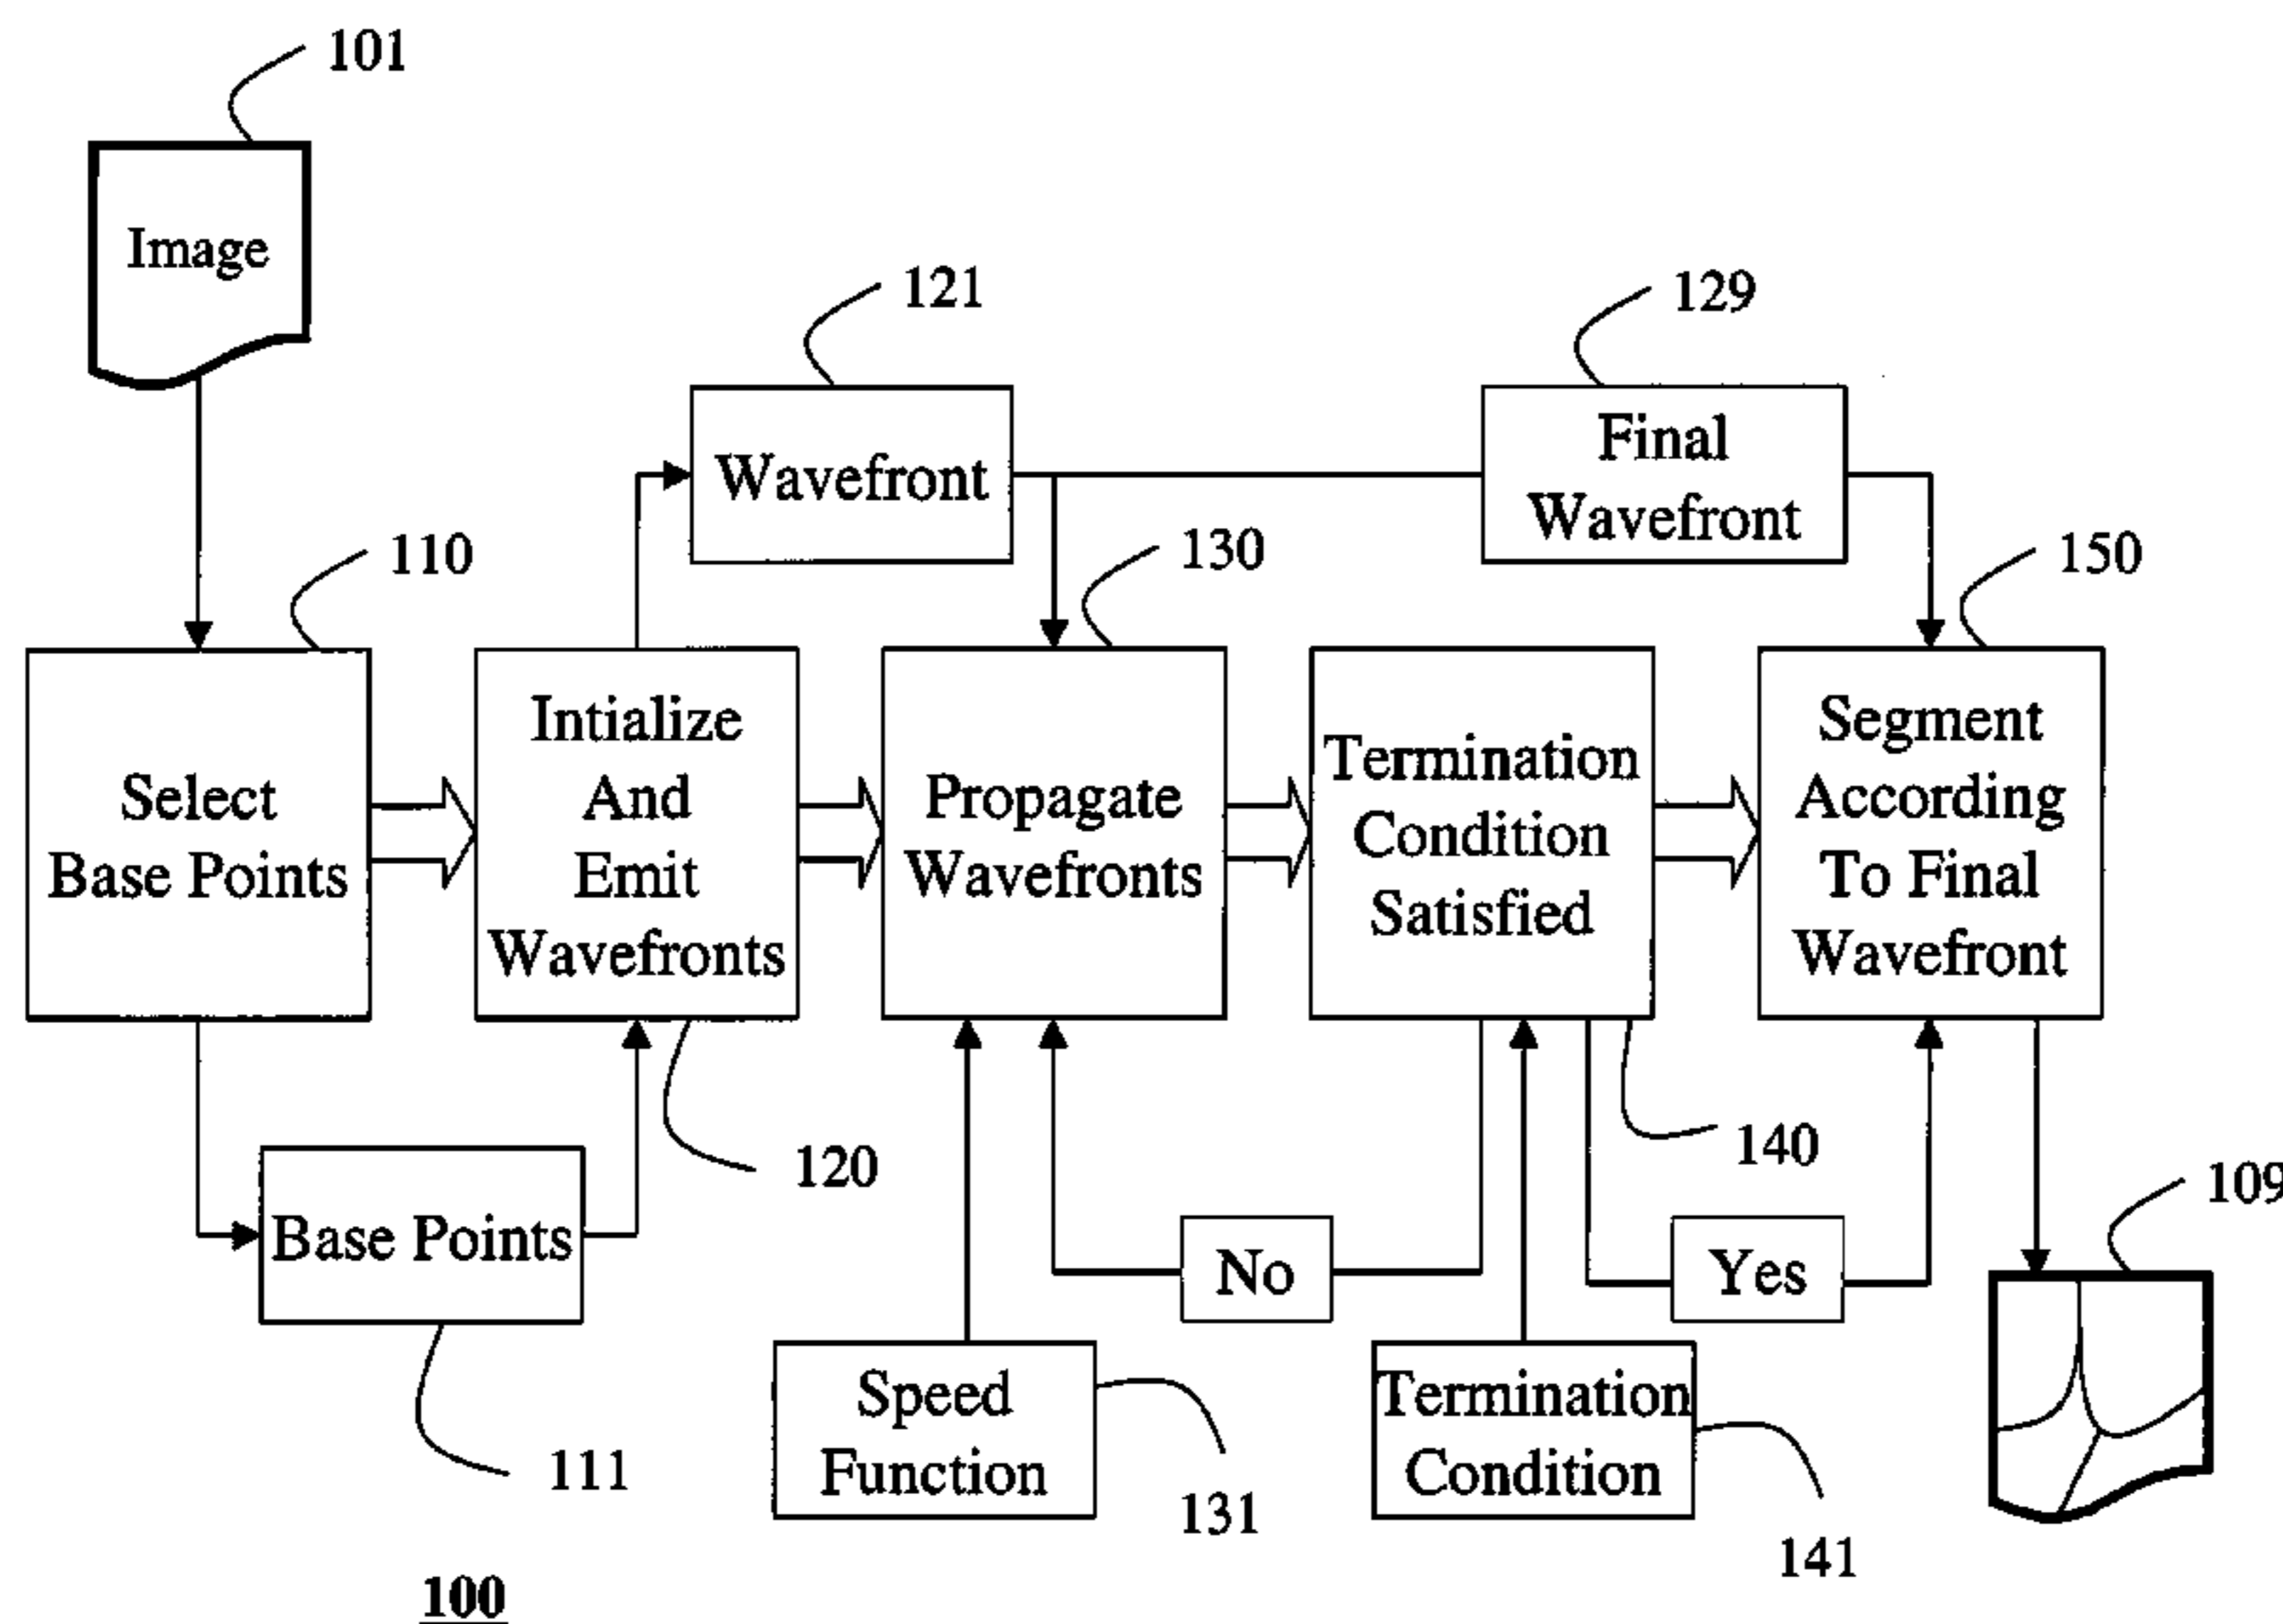 101
Image
121
129
Wavefront
Final
Wavefront
110
130
150
Select
Base Points
Intialize
And
Emit
Wavefronts
Propagate
Wavefronts
Termination
Condition
Satisfied
Segment
According
To Final
Wavefront
120
140
109
Base Points
No
Yes
111
Speed
Function
131
Termination
Condition
141
100